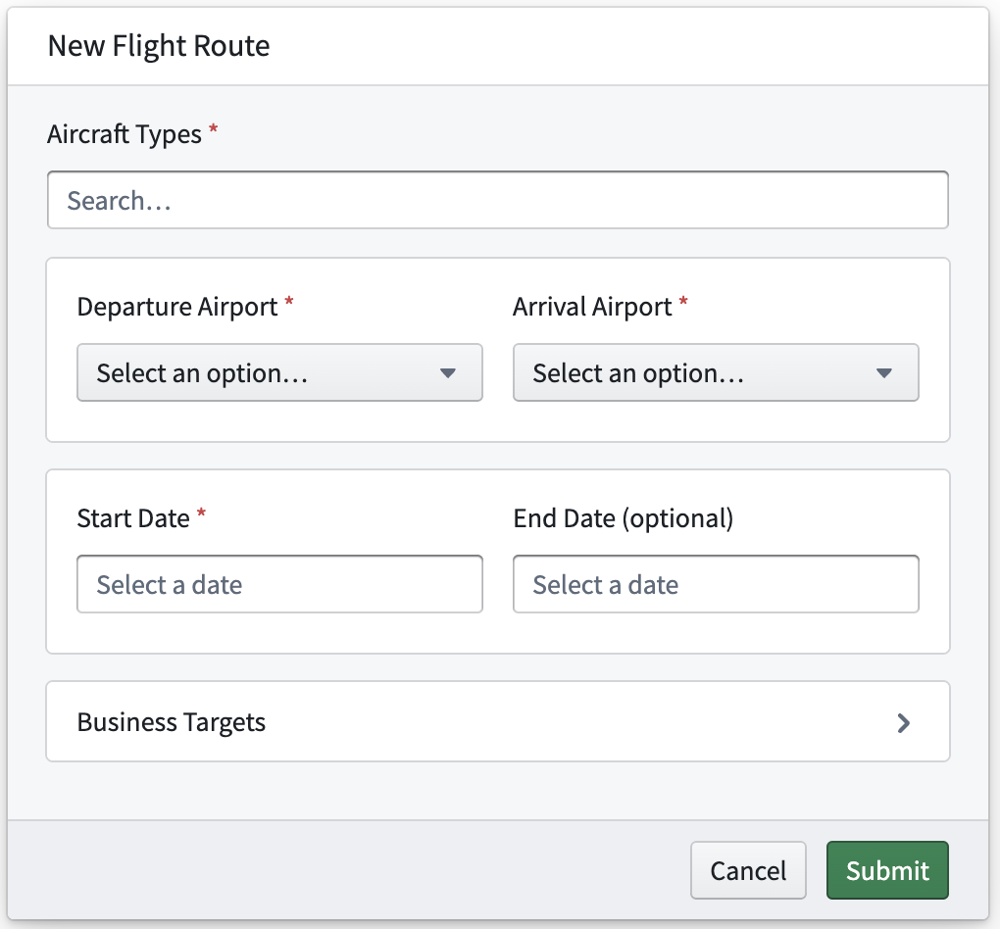 New Flight Route
Aircraft Types *
Search…
Departure Airport * Arrival Airport *
Select an option… Select an option…
Start Date * End Date (optional)
Select a date Select a date
Business Targets
Cancel Submit